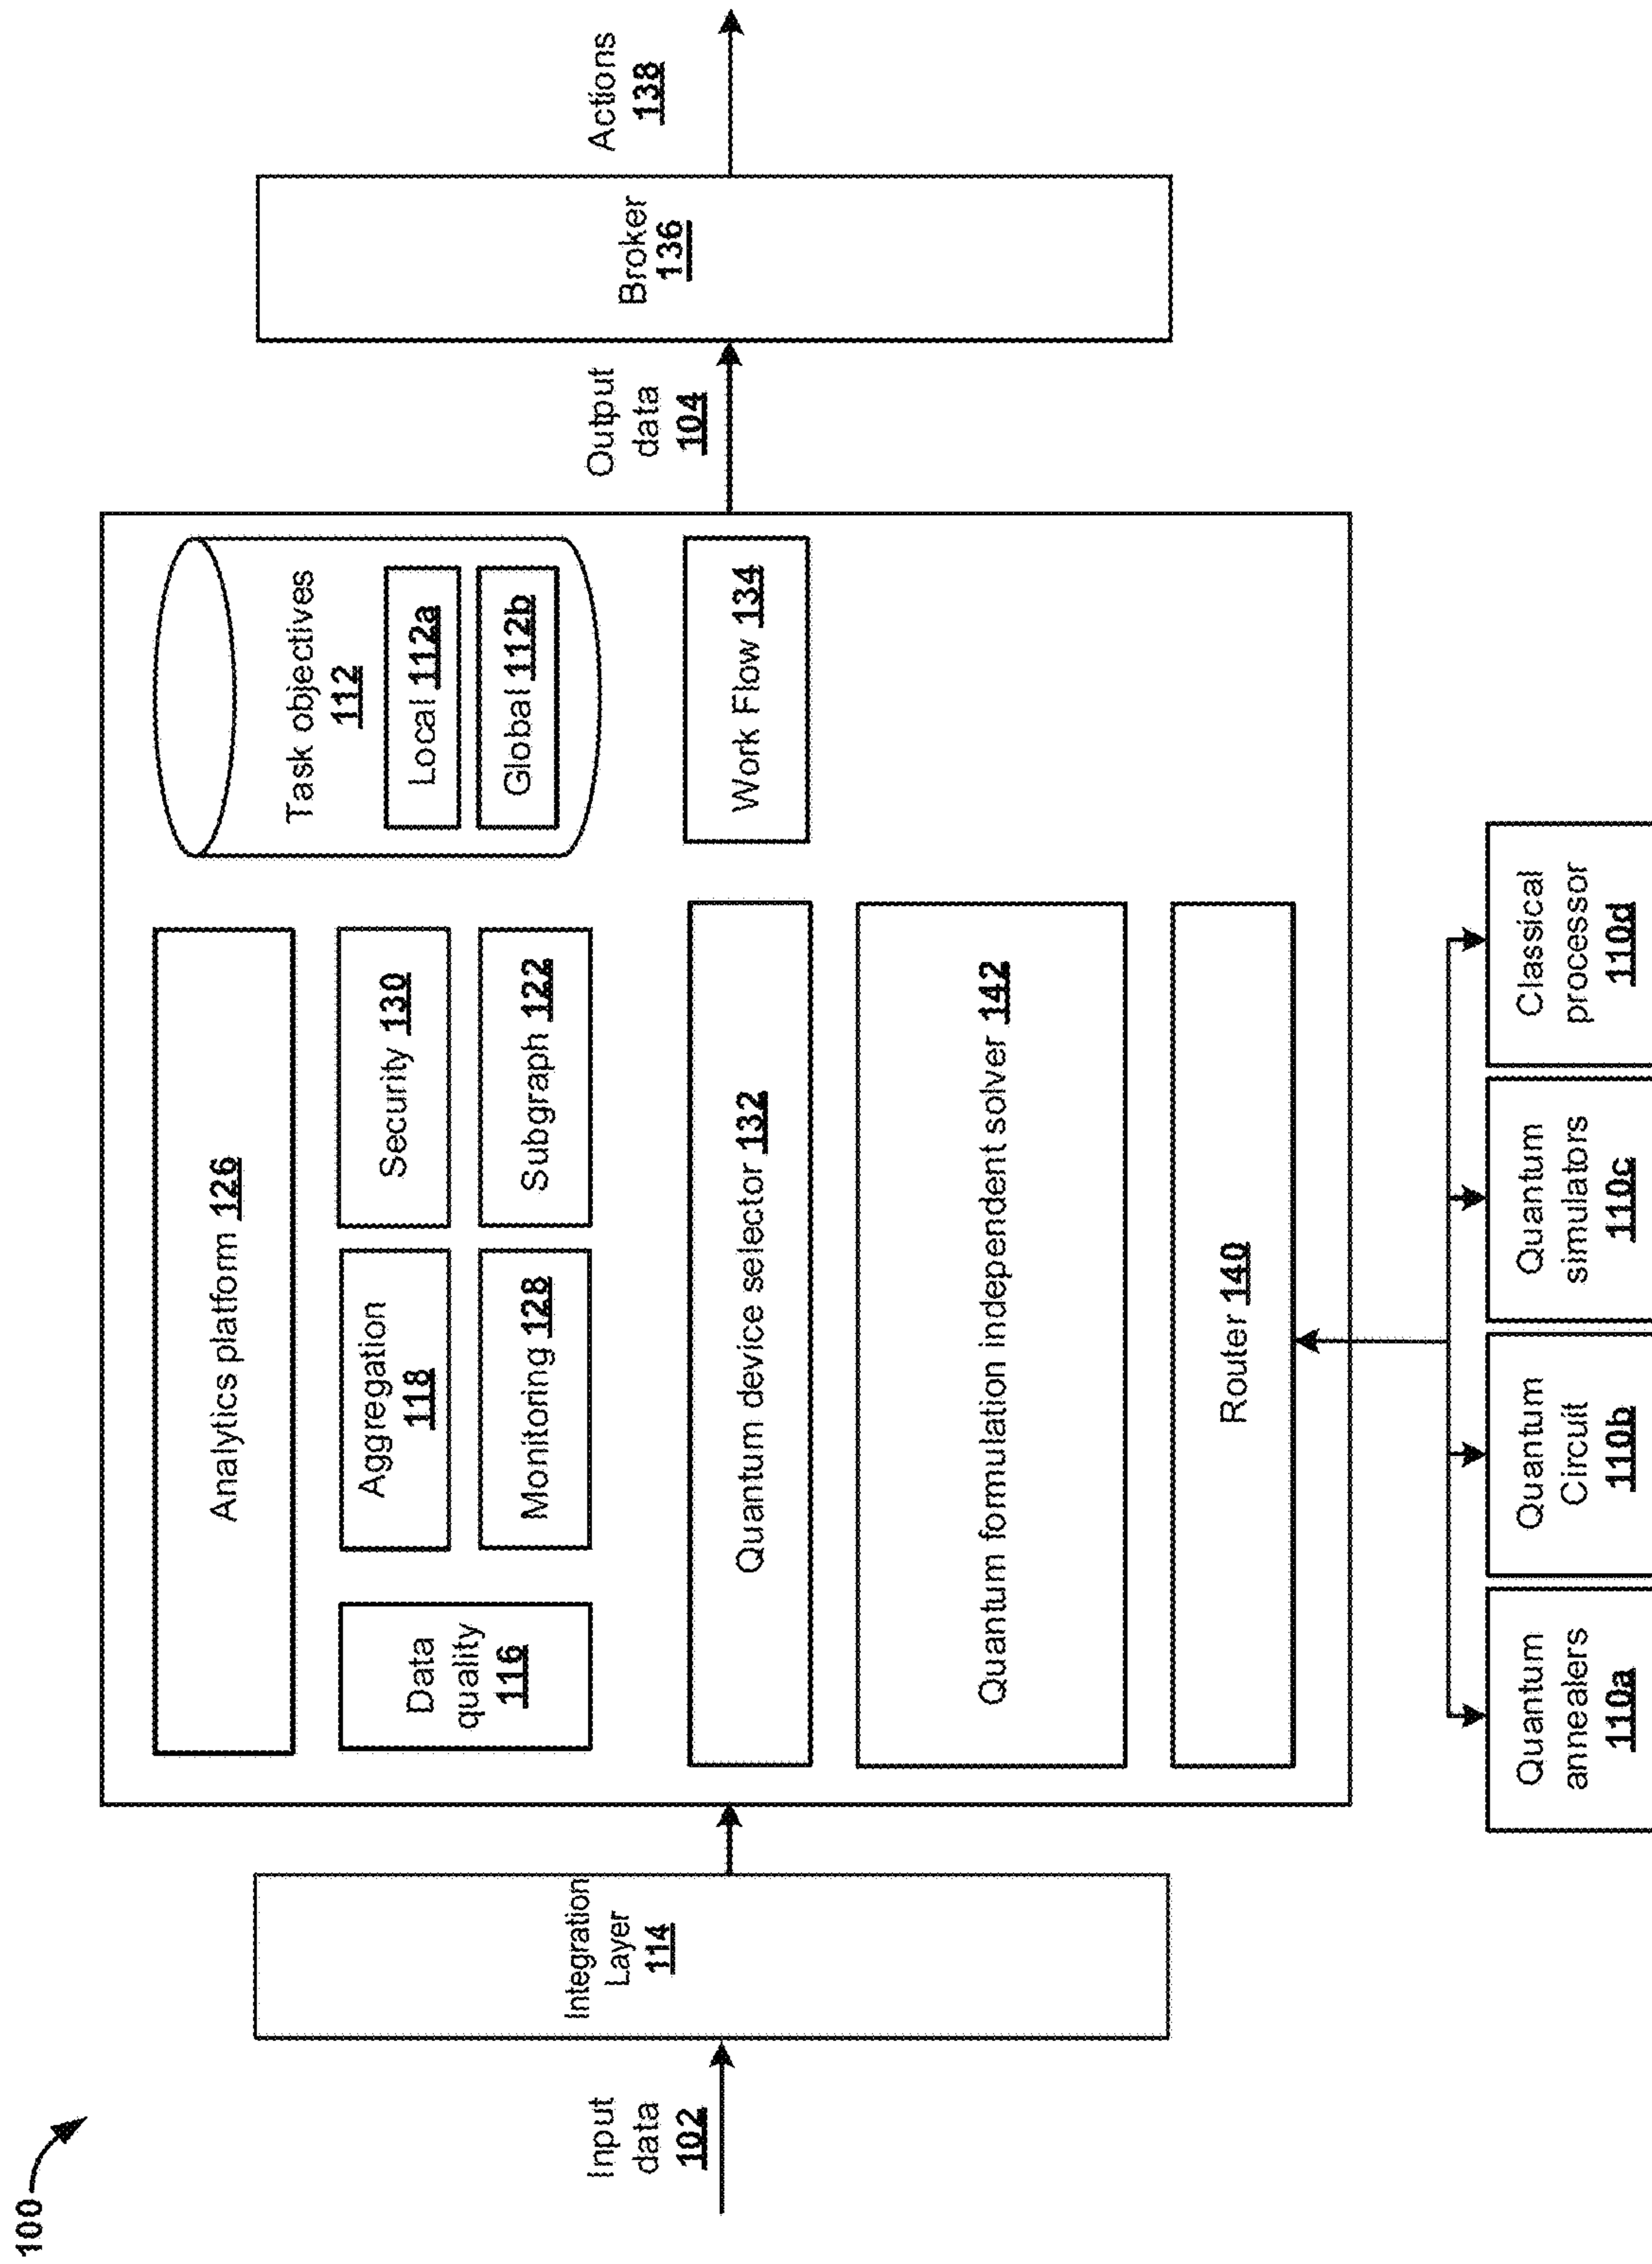 100
Input
data
102
Integration
Layer
114
Analytics platform 126
Data
quality
116
Aggregation
118
Security 130
Monitoring 128
Subgraph 122
Task objectives
112
Local 112a
Global 112b
Quantum device selector 132
Work Flow 134
Quantum formulation independent solver 142
Router 140
Quantum
annealers
110a
Quantum
Circuit
110b
Quantum
simulators
110c
Classical
processor
110d
Output
data
104
Broker
136
Actions
138